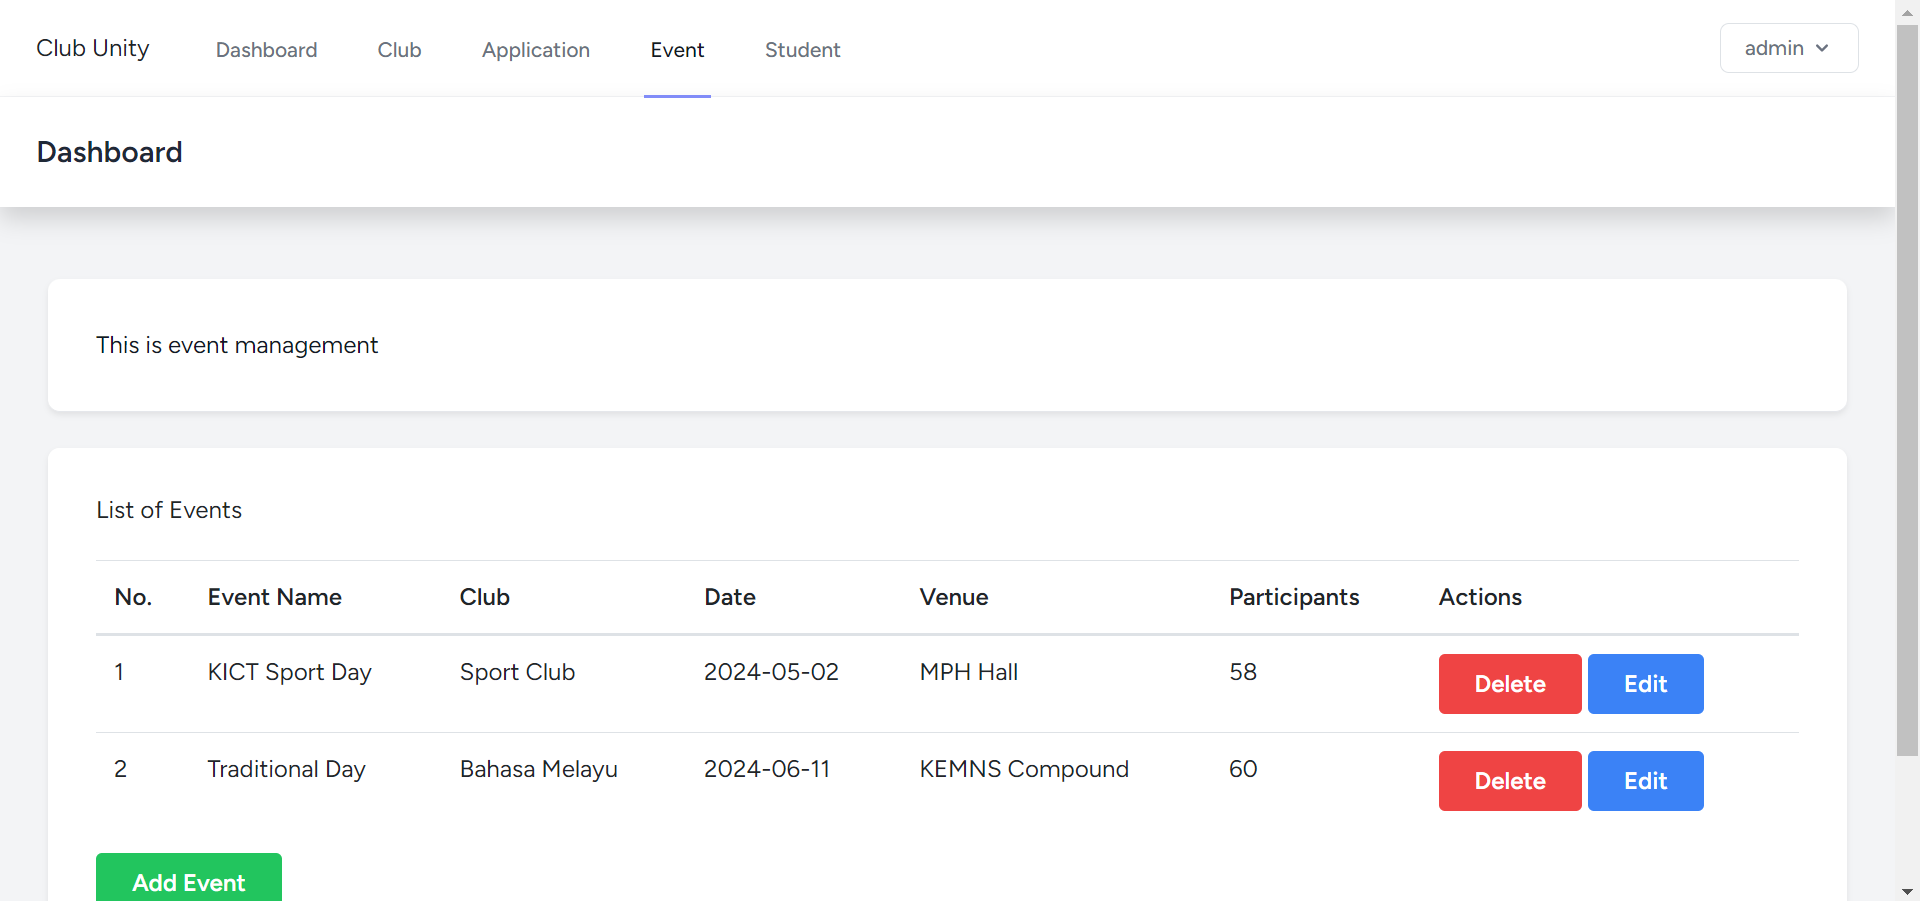 Club Unity Dashboard Club Application Event Student admin
Dashboard
This is event management
List of Events
No. Event Name Club Date Venue Participants Actions
1 KICT Sport Day Sport Club 2024-05-02 MPH Hall 58 Delete Edit
2 Traditional Day Bahasa Melayu 2024-06-11 KEMNS Compound 60 Delete Edit
Add Event